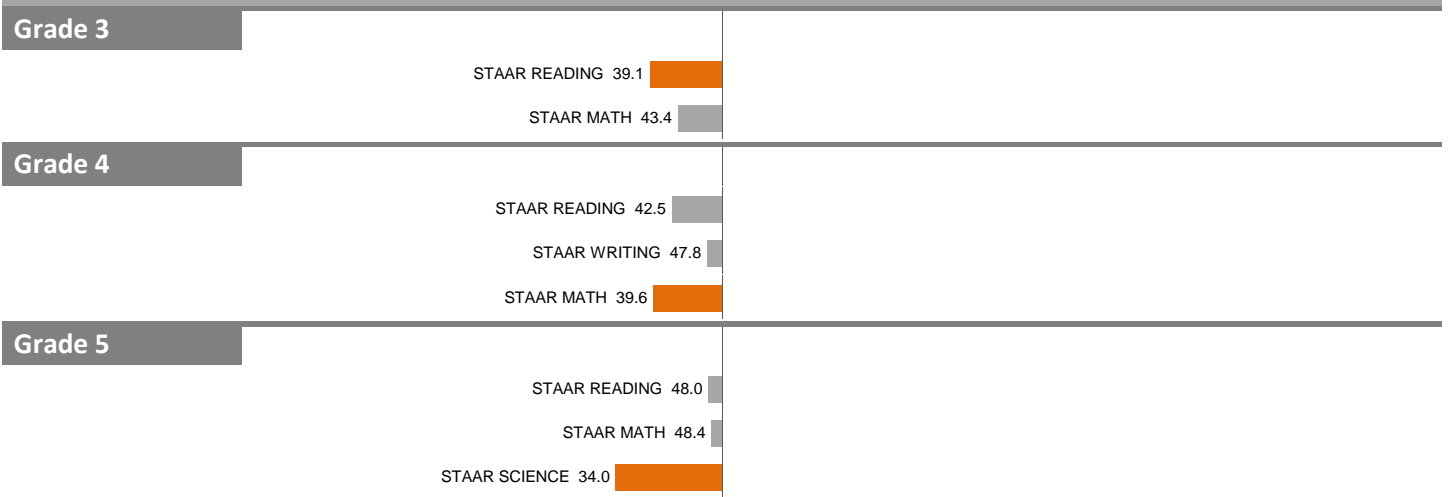 Grade 3
STAAR READING 39.1
STAAR MATH 43.4
Grade 4
STAAR READING 42.5
STAAR WRITING 47.8
STAAR MATH 39.6
Grade 5
STAAR READING 48.0
STAAR MATH 48.4
STAAR SCIENCE 34.0